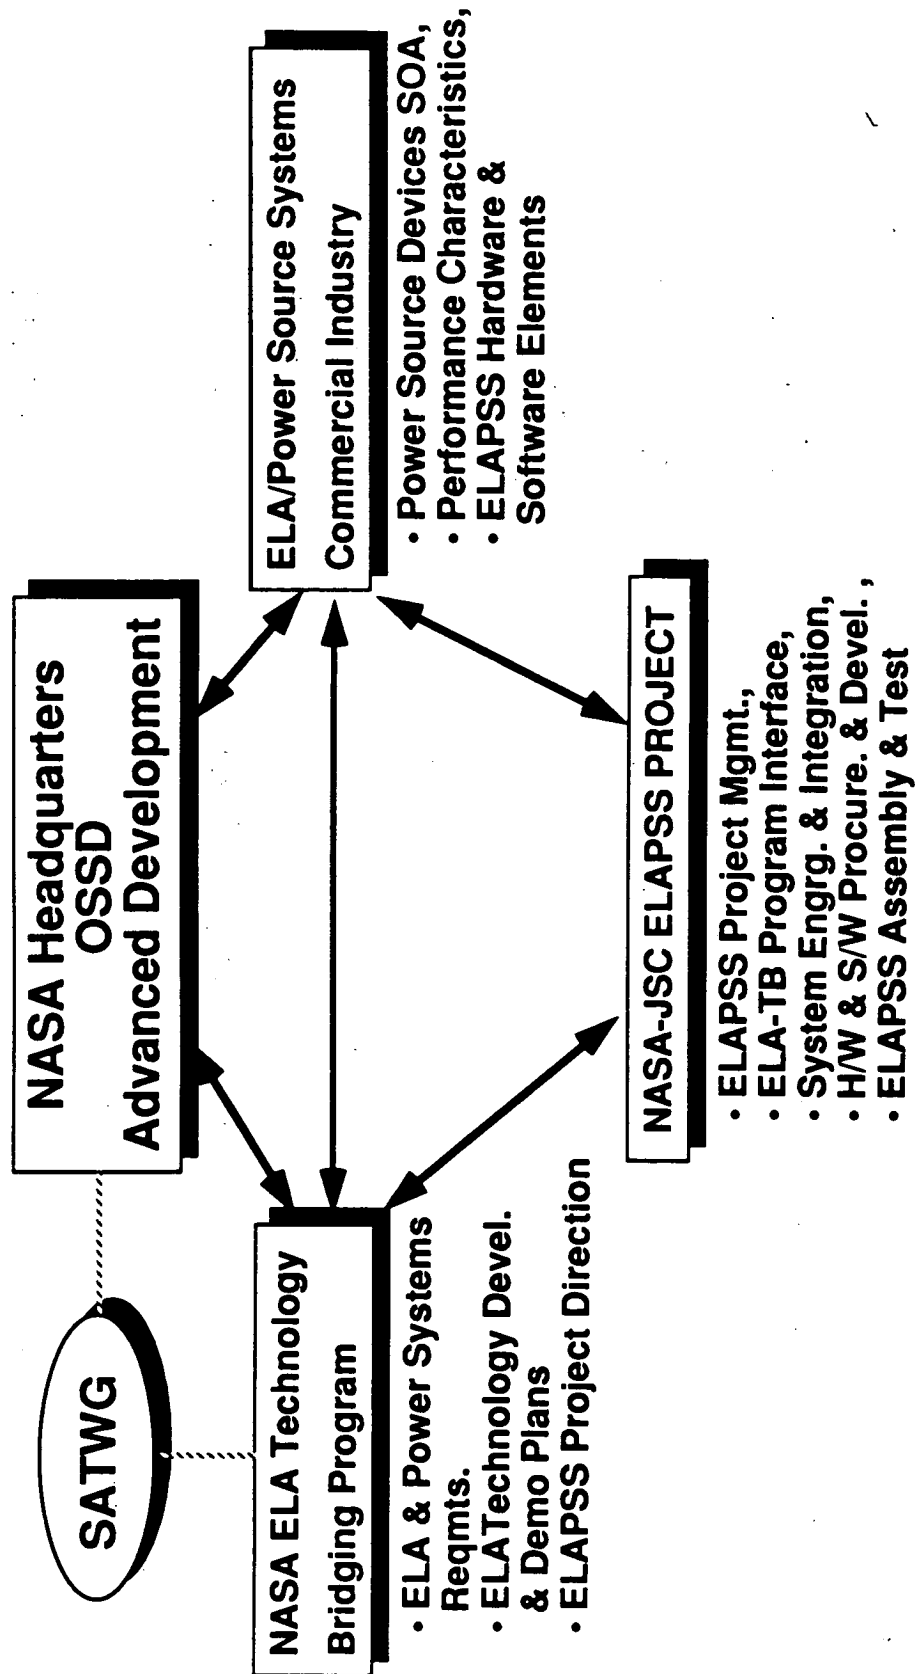 SATWG
NASA Headquarters
OSSD
Advanced Development
NASA ELA Technology
Bridging Program
• ELA & Power Systems
Reqmts.
• ELATechnology Devel.
& Demo Plans
• ELAPSS Project Direction
ELA/Power Source Systems
Commercial Industry
• Power Source Devices SOA,
• Performance Characteristics,
• ELAPSS Hardware &
Software Elements
NASA-JSC ELAPSS PROJECT
• ELAPSS Project Mgmt.,
• ELA-TB Program Interface,
• System Engrg. & Integration,
• H/W & S/W Procure. & Devel. ,
• ELAPSS Assembly & Test